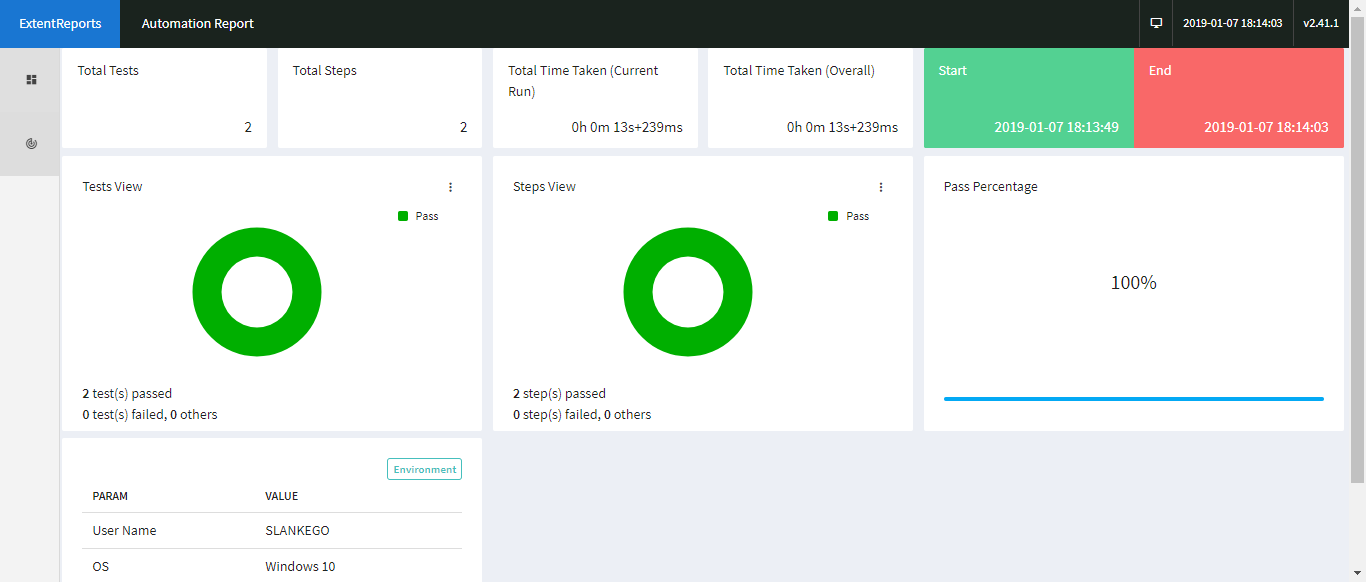 ExtentReports
Automation Report
2019-01-07 18:14:03
v2.41.1
Total Tests
2
Total Steps
2
Total Time Taken (Current
Run)
0h 0m 13s+239ms
Total Time Taken (Overall)
0h 0m 13s+239ms
Start
2019-01-07 18:13:49
End
2019-01-07 18:14:03
Tests View
Pass
2 test(s) passed
0 test(s) failed, 0 others
Steps View
Pass
2 step(s) passed
0 step(s) failed, 0 others
Pass Percentage
100%
Environment
PARAM VALUE
User Name SLANKEGO
OS Windows 10